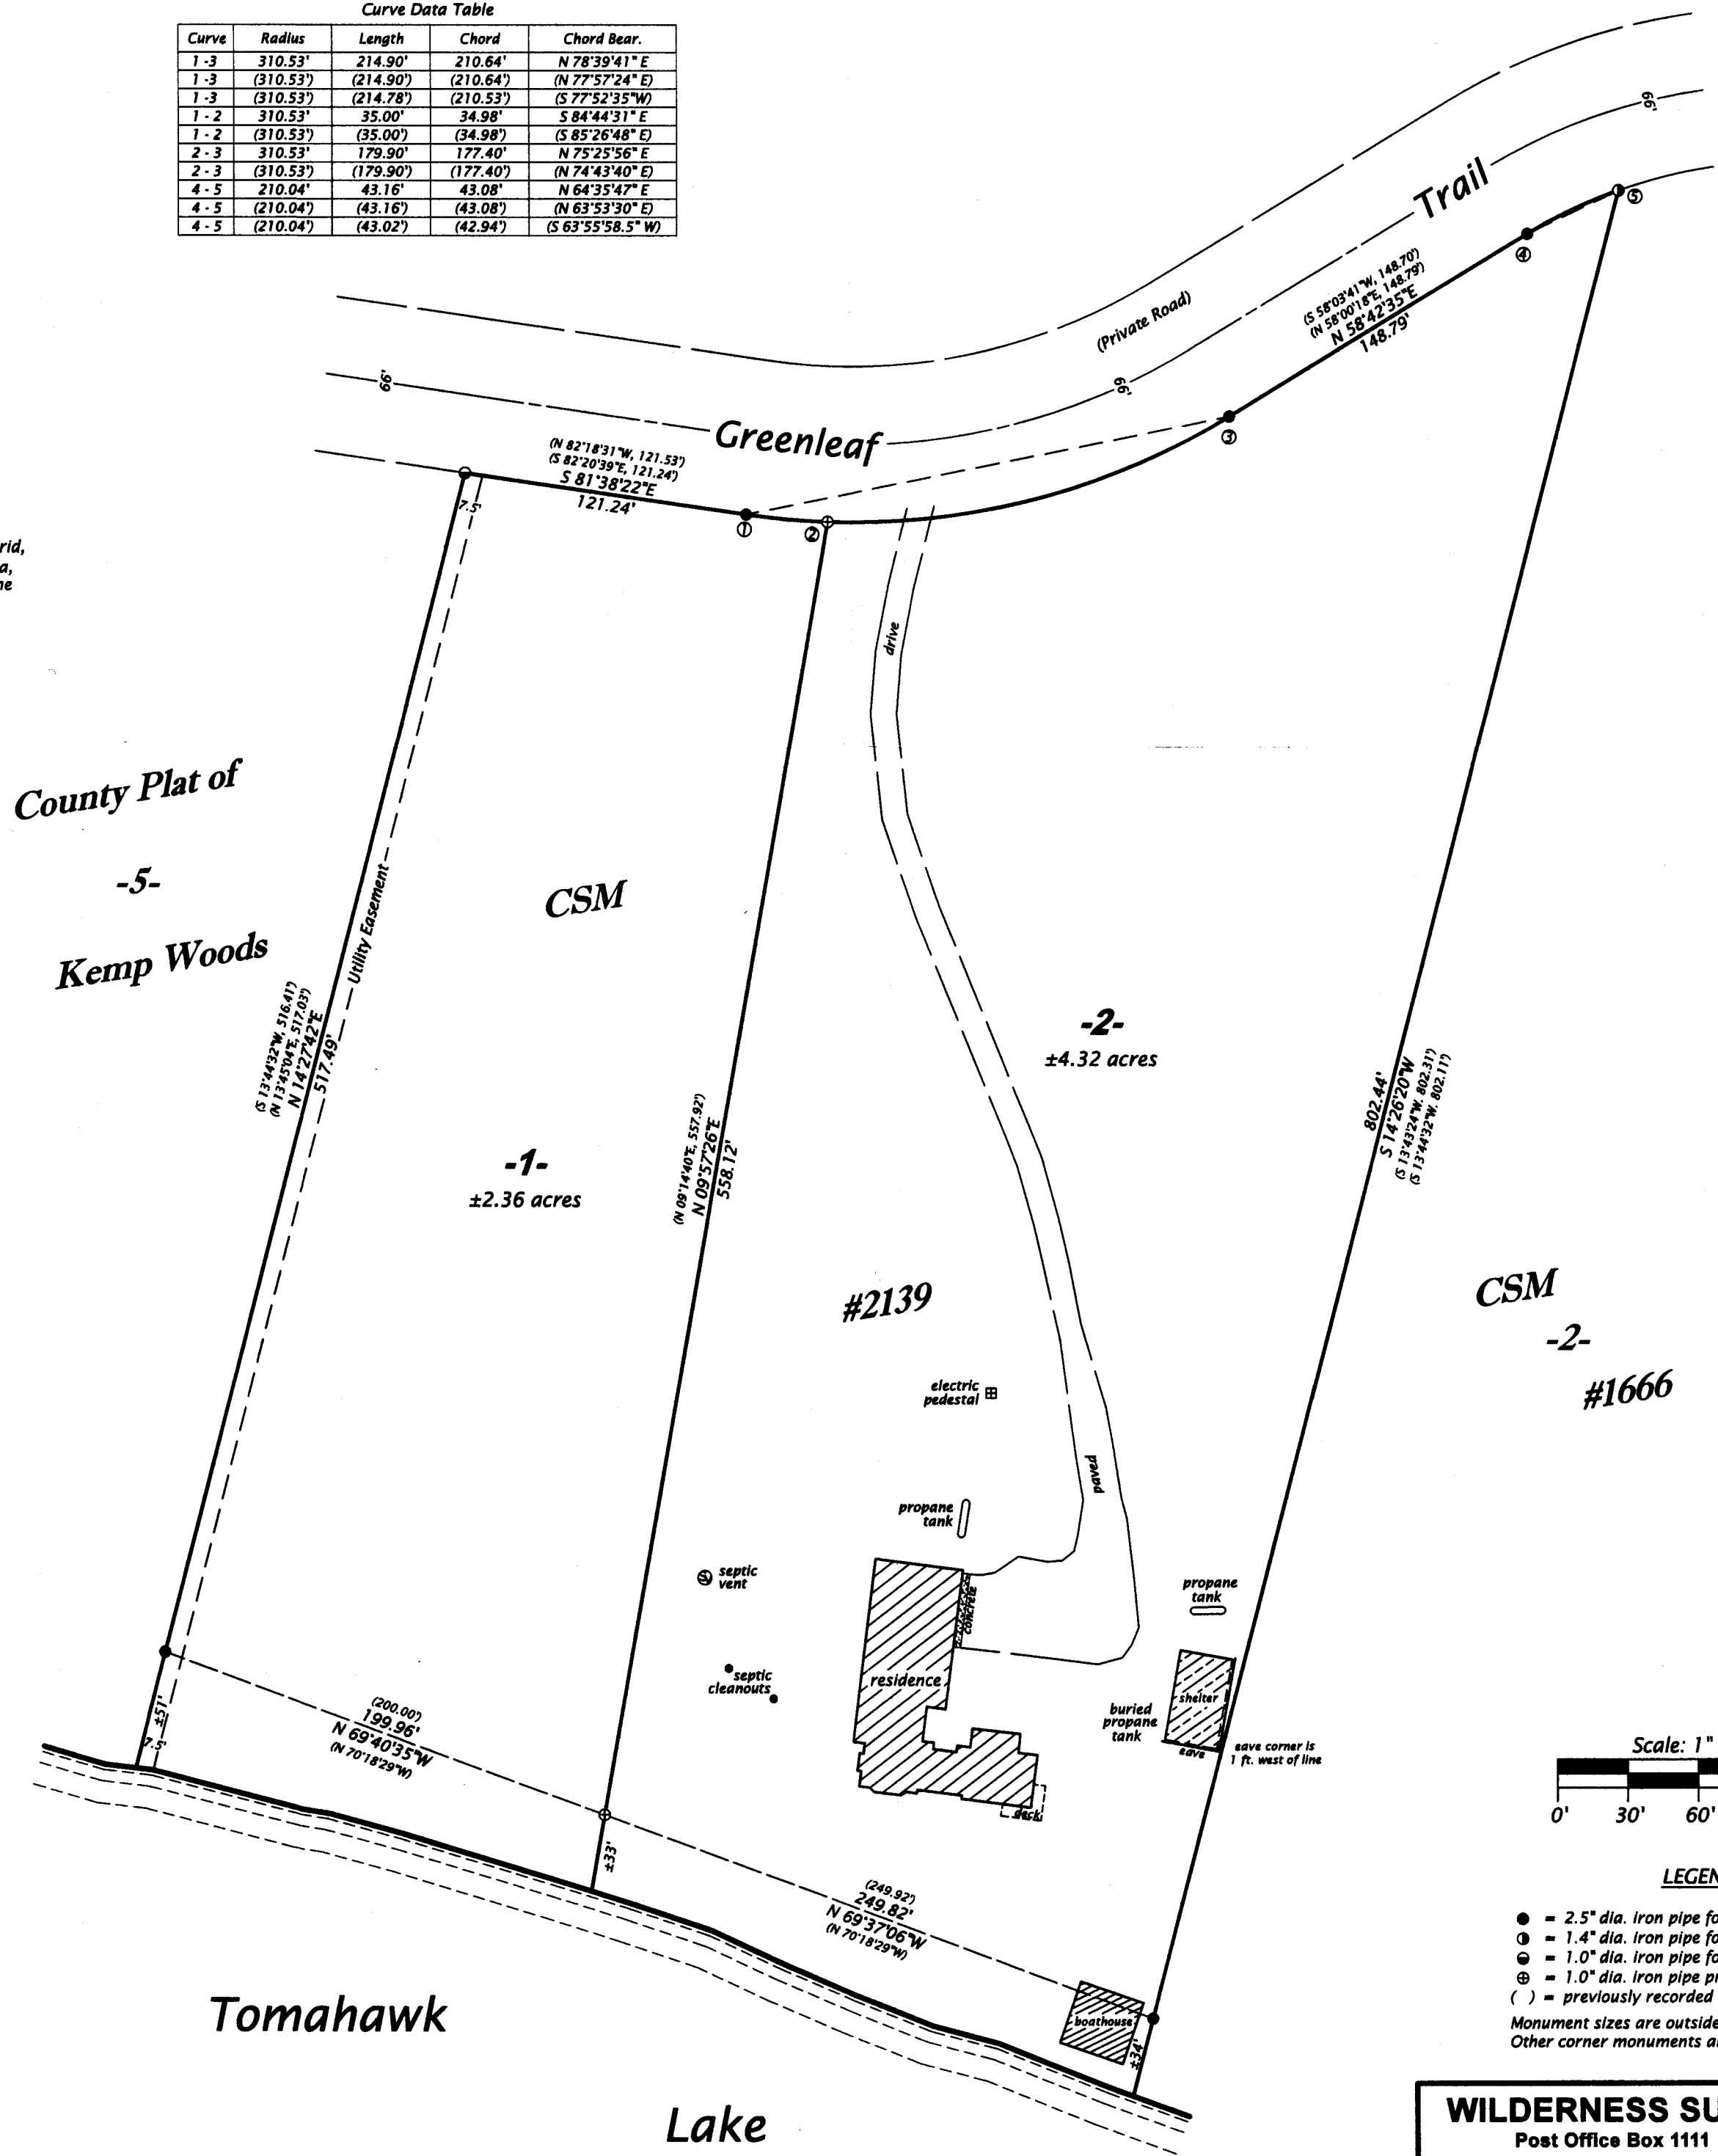 Curve Data Table
Curve Radius Length Chord Chord Bear.
1 -3 310.53' 214.90' 210.64' N 78°39'41" E
1 -3 (310.53') (214.90') (210.64') (N 77°57'24" E)
1 -3 (310.53') (214.78') (210.53') (S 77°52'35"W)
1 - 2 310.53' 35.00' 34.98' S 84°44'31" E
1 - 2 (310.53') (35.00') (34.98') (S 85°26'48" E)
2 - 3 310.53' 179.90' 177.40' N 75°25'56" E
2 - 3 (310.53') (179.90') (177.40') (N 74°43'40" E)
4 - 5 210.04' 43.16' 43.08' N 64°35'47" E
4 - 5 (210.04') (43.16') (43.08') (N 63°53'30" E)
4 - 5 (210.04') (43.02') (42.94') (S 63°55'58.5" W)
66'
Trail
5
4
(Private Road)
(S 58°03'41"W, 148.70')
(N 58°00'18"E, 148.79')
N 58°42'35"E
148.79'
66'
66'
Greenleaf
3
(N 82°18'31"W, 121.53')
(S 82°20'39"E, 121.24')
S 81°38'22"E
121.24'
7.5'
1
2
rid,
a,
ne
drive
County Plat of
-5-
Kemp Woods
Utility Easement
CSM
(S 13°44'32"W, 516.41')
(N 13°45'04"E, 517.03')
N 14°27'42"E
517.49'
-2-
±4.32 acres
(N 09°14'40"E, 557.92')
N 09°57'26"E
558.12'
802.44'
S 14°26'20"W
(S 13°43'24"W. 802.31')
(S 13°44'32"W. 802.11')
-1-
±2.36 acres
#2139
CSM
-2-
#1666
electric
pedestal
paved
propane
tank
septic
vent
concrete
propane
tank
residence
septic
cleanouts
shelter
buried
propane
tank
eave
eave corner is
1 ft. west of line
±51'
7.5'
(200.00')
199.96'
N 69°40'35"W
(N 70°18'29"W)
deck
±33'
(249.92')
249.82'
N 69°37'06"W
(N 70°18'29"W)
boathouse
±34'
Tomahawk
Lake
Scale: 1"
0' 30' 60'
LEGEN
= 2.5" dia. iron pipe fo
= 1.4" dia. iron pipe fo
= 1.0" dia. iron pipe fo
= 1.0" dia. iron pipe pr
( ) = previously recorded
Monument sizes are outside
Other corner monuments a
WILDERNESS SU
Post Office Box 1111